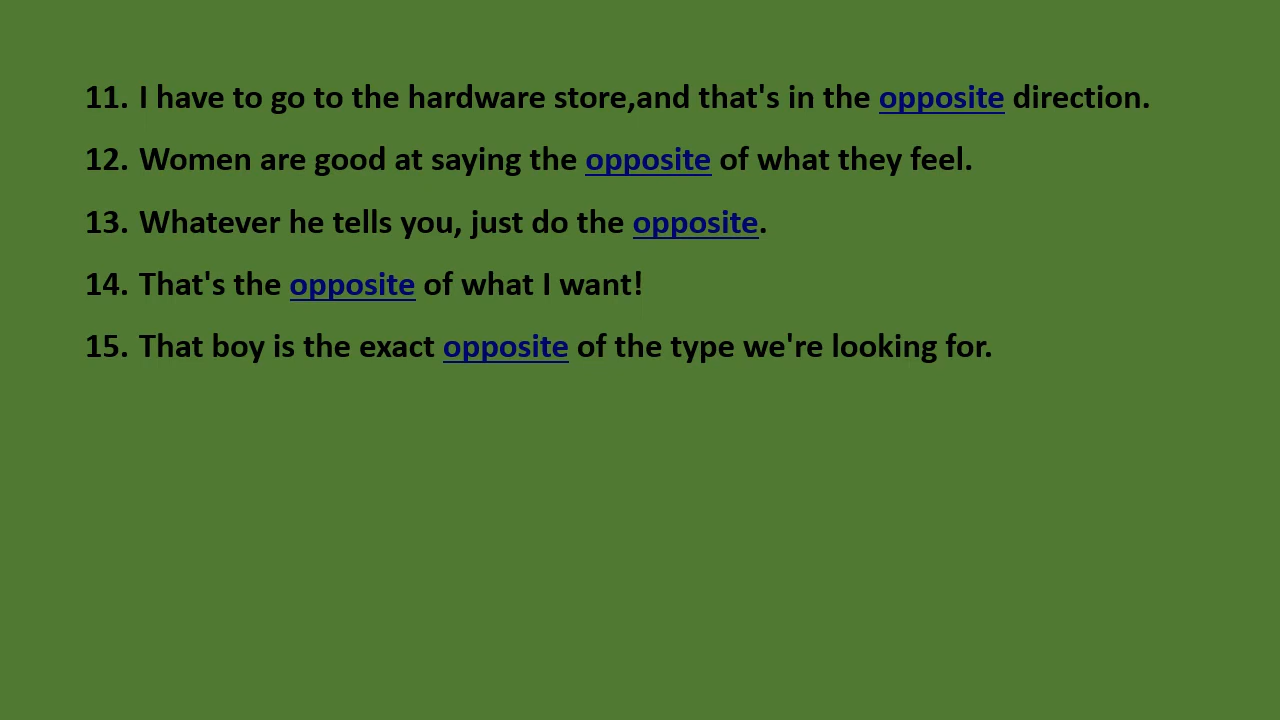 11. I have to go to the hardware store,and that's in the opposite direction.
12. Women are good at saying the opposite of what they feel.
13. Whatever he tells you, just do the opposite.
14. That's the opposite of what I want!
15. That boy is the exact opposite of the type we're looking for.